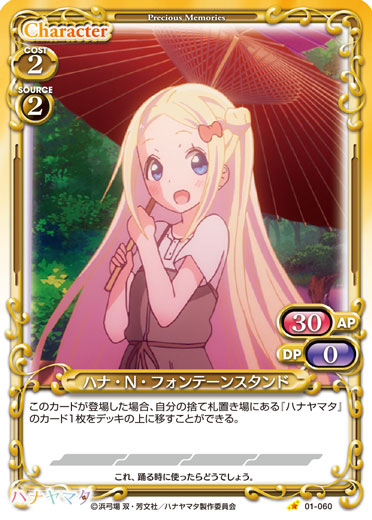 Precious Memories
Character
COST
2
SOURCE
2
30 AP
DP 0
ハナ・N・フォンテーンスタンド
このカードが登場した場合、自分の捨て札置き場にある『ハナヤマタ』
のカード1枚をデッキの上に移すことができる。
これ、踊る時に使ったらどうでしょう。
ハナヤマタ
©浜弓場 双・芳文社／ハナヤマタ製作委員会
01-060